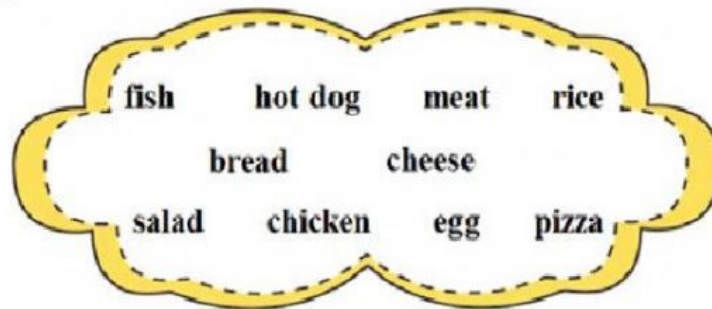 fish hot dog meat rice
bread cheese
salad chicken egg pizza